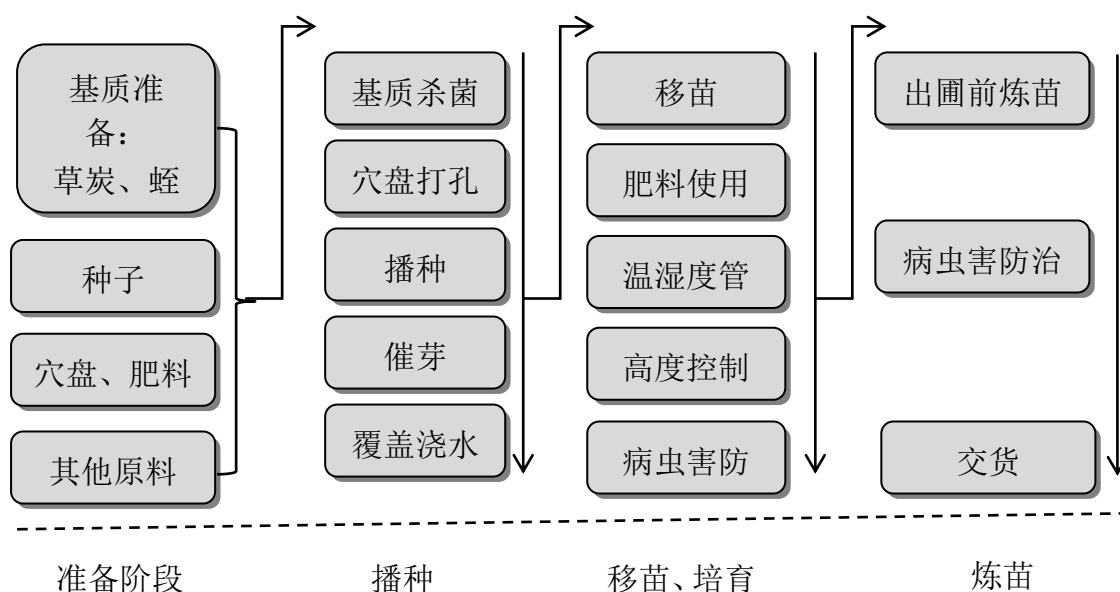 基质准
备：
草炭、蛭
种子
穴盘、肥料
其他原料
基质杀菌
穴盘打孔
播种
催芽
覆盖浇水
移苗
肥料使用
温湿度管
高度控制
病虫害防
出圃前炼苗
病虫害防治
交货
准备阶段
播种
移苗、培育
炼苗